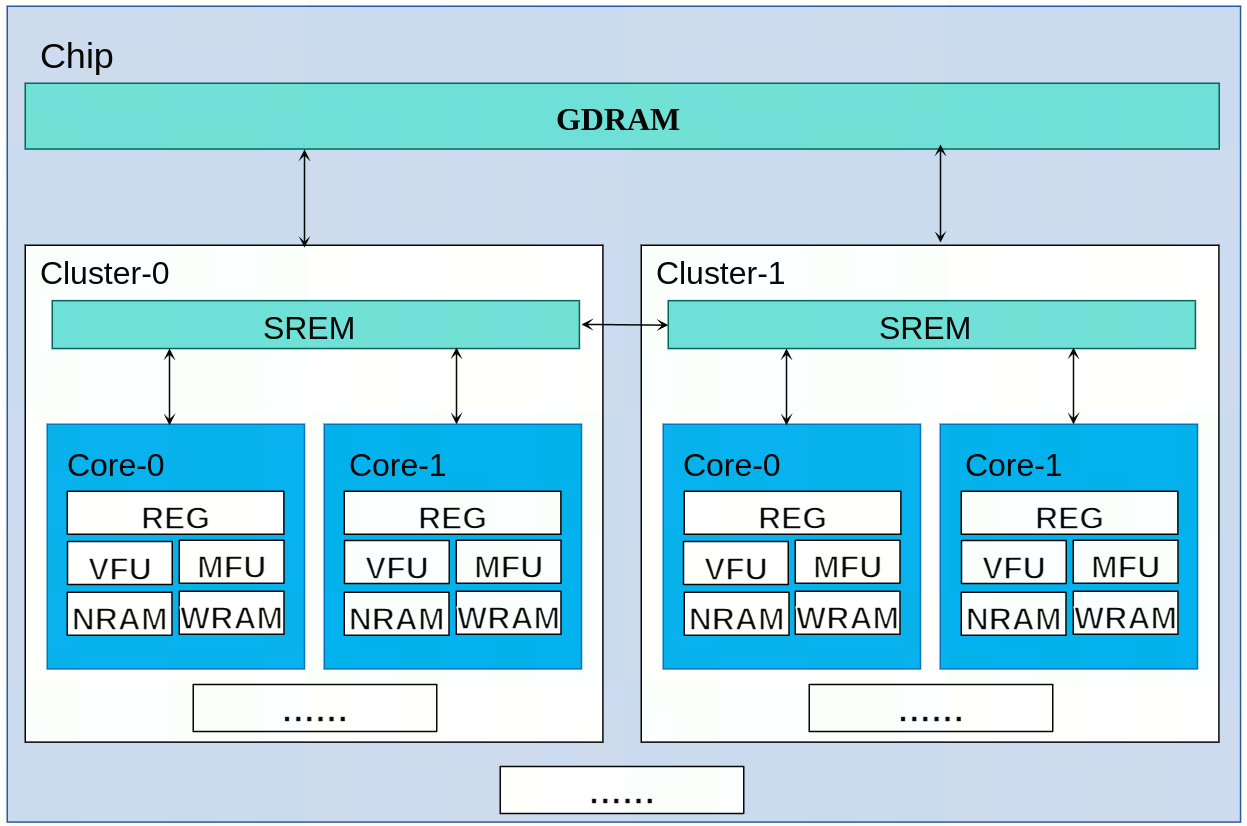 Chip
GDRAM
Cluster-0
SREM
Core-0
REG
VFU
MFU
NRAM
WRAM
Core-1
REG
VFU
MFU
NRAM
WRAM
......
Cluster-1
SREM
Core-0
REG
VFU
MFU
NRAM
WRAM
Core-1
REG
VFU
MFU
NRAM
WRAM
......
......